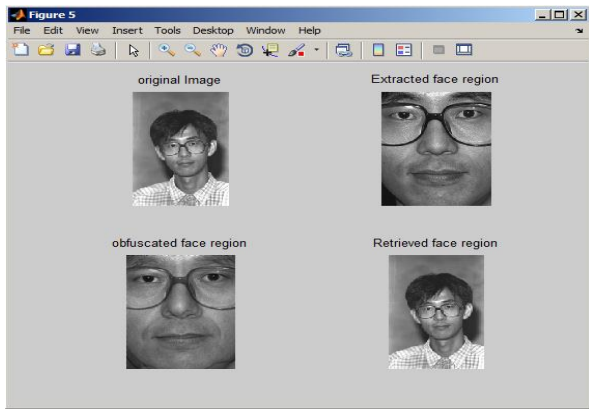 Figure 5
File Edit View Insert Tools Desktop Window Help
original Image
Extracted face region
obfuscated face region
Retrieved face region